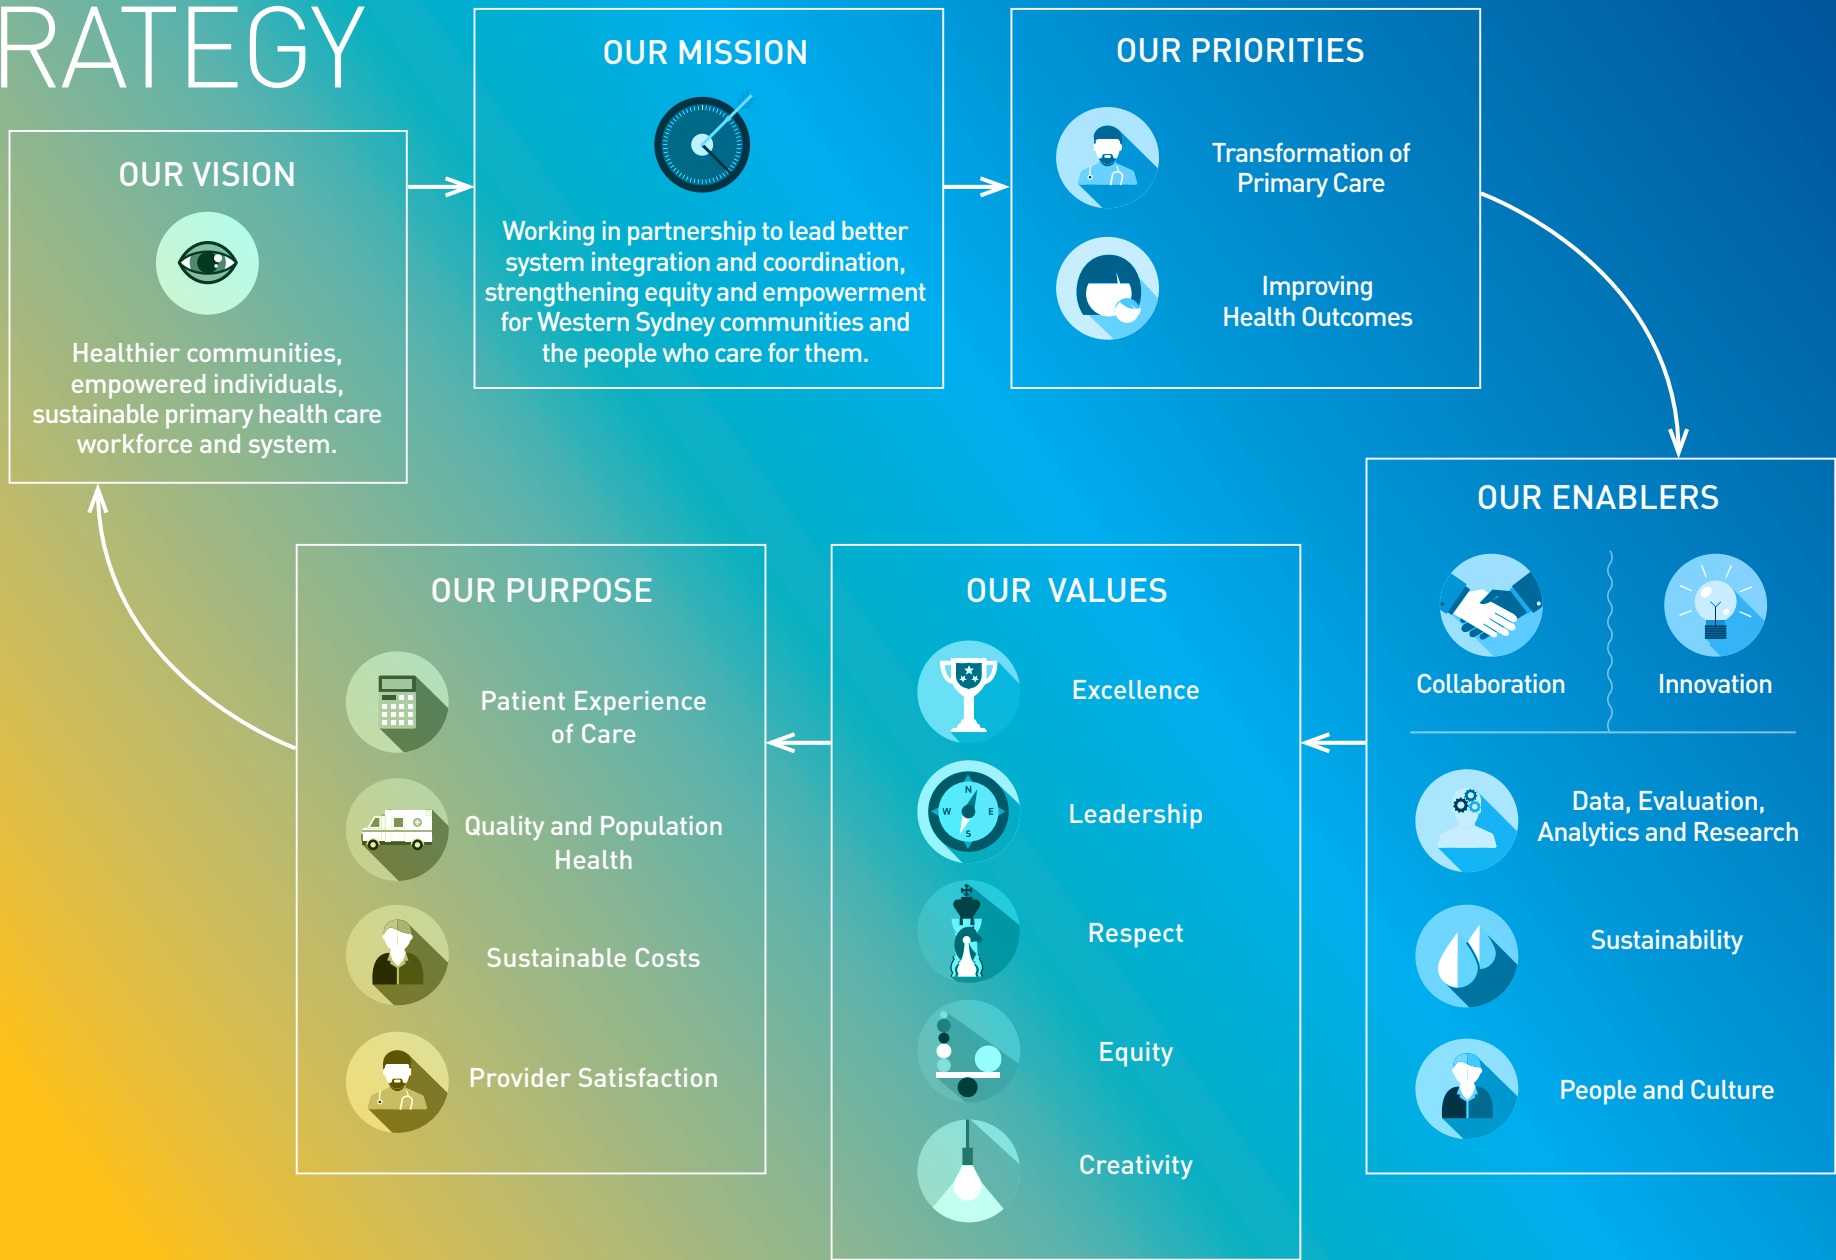 RATEGY
OUR VISION
Healthier communities,
empowered individuals,
sustainable primary health care
workforce and system.
OUR MISSION
Working in partnership to lead better
system integration and coordination,
strengthening equity and empowerment
for Western Sydney communities and
the people who care for them.
OUR PRIORITIES
Transformation of
Primary Care
Improving
Health Outcomes
OUR ENABLERS
Collaboration
Innovation
Data, Evaluation,
Analytics and Research
Sustainability
People and Culture
OUR VALUES
Excellence
N
W E
S
Leadership
Respect
Equity
Creativity
OUR PURPOSE
Patient Experience
of Care
Quality and Population
Health
Sustainable Costs
Provider Satisfaction